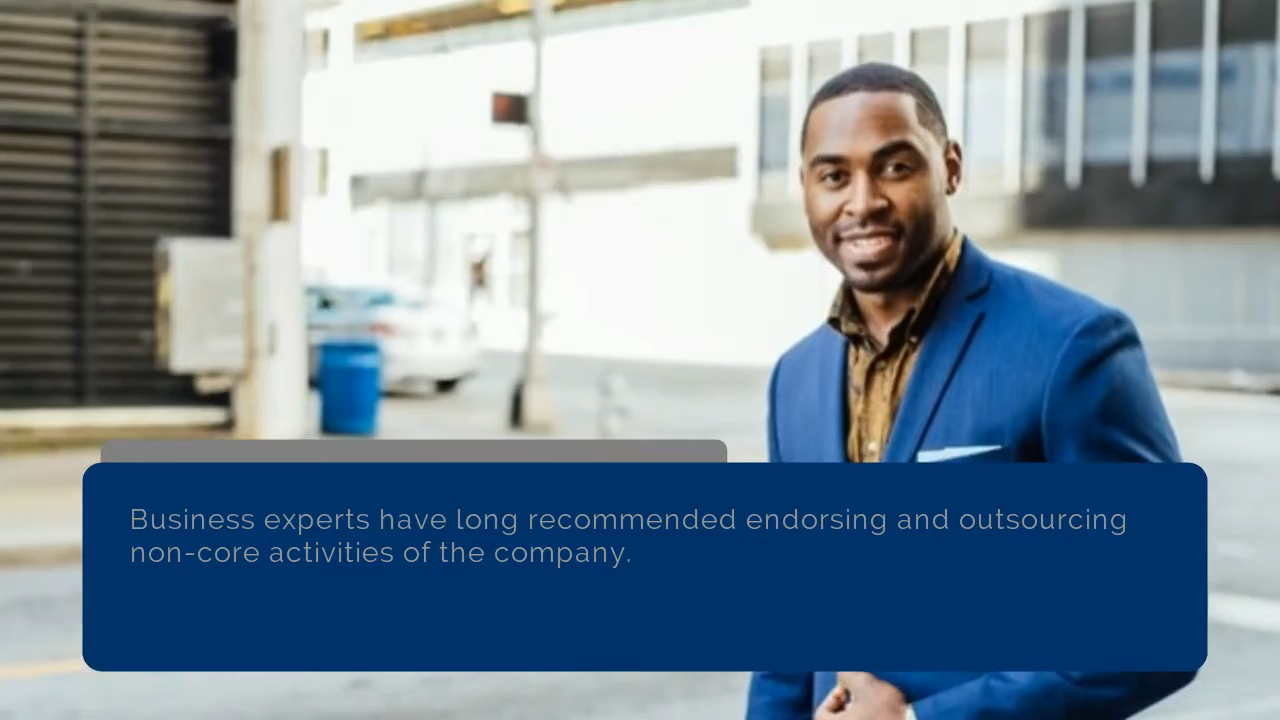 Business experts have long recommended endorsing and outsourcing
non-core activities of the company.